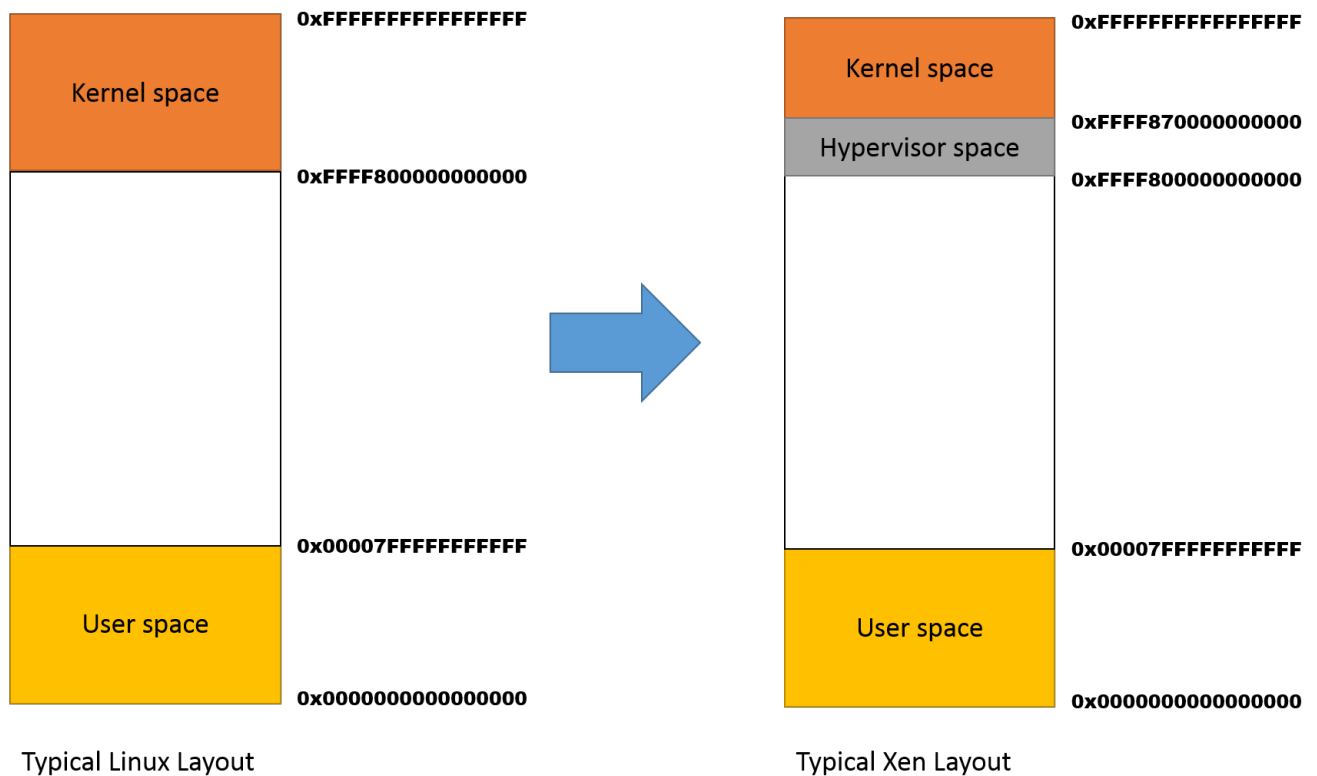 0xFFFFFFFFFFFFFFFF
Kernel space
0xFFFF800000000000
0x00007FFFFFFFFFFF
User space
0x0000000000000000
Typical Linux Layout
0xFFFFFFFFFFFFFFFF
Kernel space
0xFFFF870000000000
Hypervisor space
0xFFFF800000000000
0x00007FFFFFFFFFFF
User space
0x0000000000000000
Typical Xen Layout